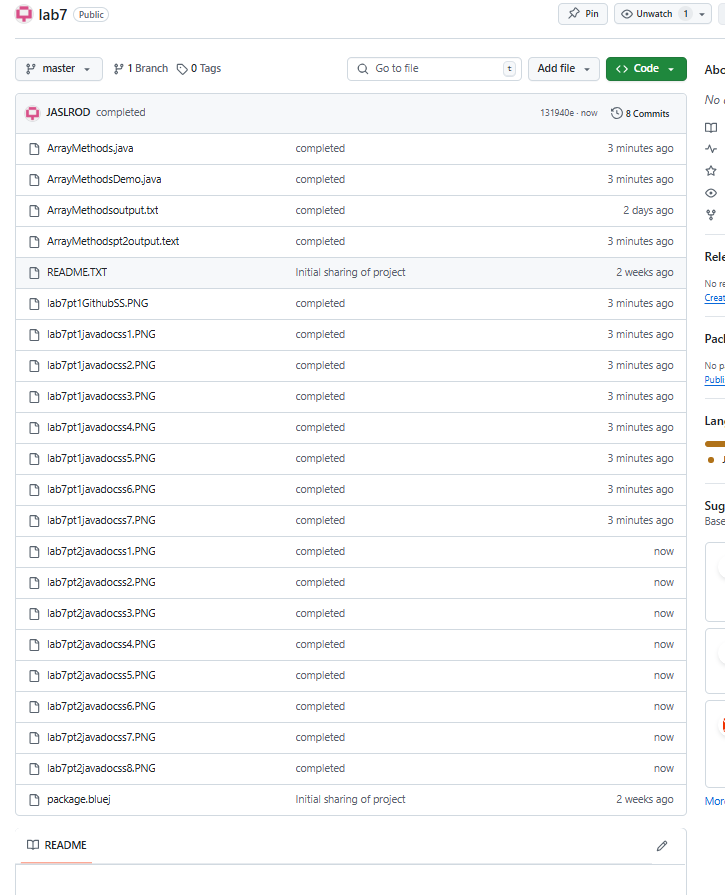 lab7 Public Pin Unwatch 1
master 1 Branch 0 Tags Go to file t Add file <> Code
JASLROD completed 131940e · now 8 Commits
ArrayMethods.java completed 3 minutes ago
ArrayMethodsDemo.java completed 3 minutes ago
ArrayMethodsoutput.txt completed 2 days ago
ArrayMethodspt2output.text completed 3 minutes ago
README.TXT Initial sharing of project 2 weeks ago
lab7pt1GithubSS.PNG completed 3 minutes ago
lab7pt1javadocss1.PNG completed 3 minutes ago
lab7pt1javadocss2.PNG completed 3 minutes ago
lab7pt1javadocss3.PNG completed 3 minutes ago
lab7pt1javadocss4.PNG completed 3 minutes ago
lab7pt1javadocss5.PNG completed 3 minutes ago
lab7pt1javadocss6.PNG completed 3 minutes ago
lab7pt1javadocss7.PNG completed 3 minutes ago
lab7pt2javadocss1.PNG completed now
lab7pt2javadocss2.PNG completed now
lab7pt2javadocss3.PNG completed now
lab7pt2javadocss4.PNG completed now
lab7pt2javadocss5.PNG completed now
lab7pt2javadocss6.PNG completed now
lab7pt2javadocss7.PNG completed now
lab7pt2javadocss8.PNG completed now
package.bluej Initial sharing of project 2 weeks ago
README
Abo
No
Rele
No re
Creat
Pack
No p
Publi
Lan
Sug
Base
More